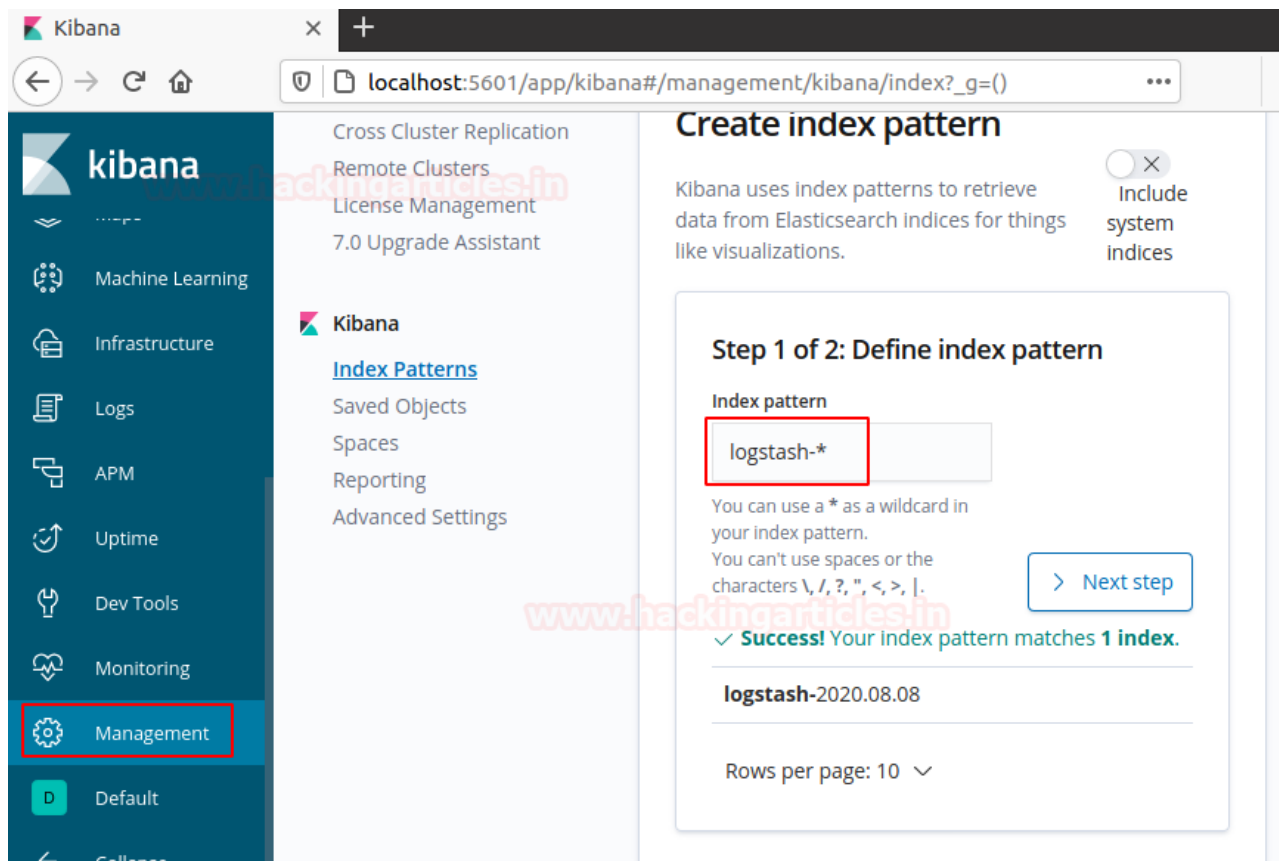 Kibana
localhost:5601/app/kibana#/management/kibana/index?_g=()
kibana
Machine Learning
Infrastructure
Logs
APM
Uptime
Dev Tools
Monitoring
Management
D Default
Cross Cluster Replication
Remote Clusters
www.hackingarticles.in
License Management
7.0 Upgrade Assistant
Kibana
Index Patterns
Saved Objects
Spaces
Reporting
Advanced Settings
Create index pattern
Kibana uses index patterns to retrieve
data from Elasticsearch indices for things
like visualizations.
Include
system
indices
Step 1 of 2: Define index pattern
Index pattern
logstash-*
You can use a * as a wildcard in
your index pattern.
You can't use spaces or the
characters \, /, ?, ", <, >, |.
Next step
www.hackingarticles.in
Success! Your index pattern matches 1 index.
logstash-2020.08.08
Rows per page: 10